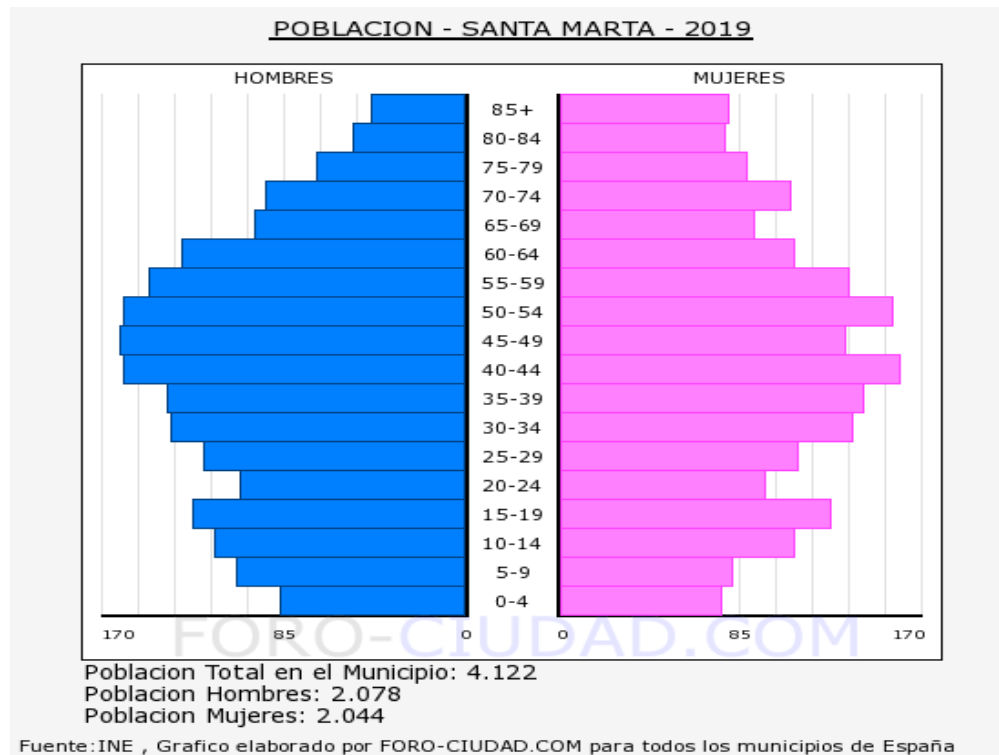 POBLACION - SANTA MARTA - 2019
HOMBRES MUJERES
85+
80-84
75-79
70-74
65-69
60-64
55-59
50-54
45-49
40-44
35-39
30-34
25-29
20-24
15-19
10-14
5-9
0-4
170 85 0 0 85 170
FORO-CIUDAD.COM
Poblacion Total en el Municipio: 4.122
Poblacion Hombres: 2.078
Poblacion Mujeres: 2.044
Fuente:INE , Grafico elaborado por FORO-CIUDAD.COM para todos los municipios de España